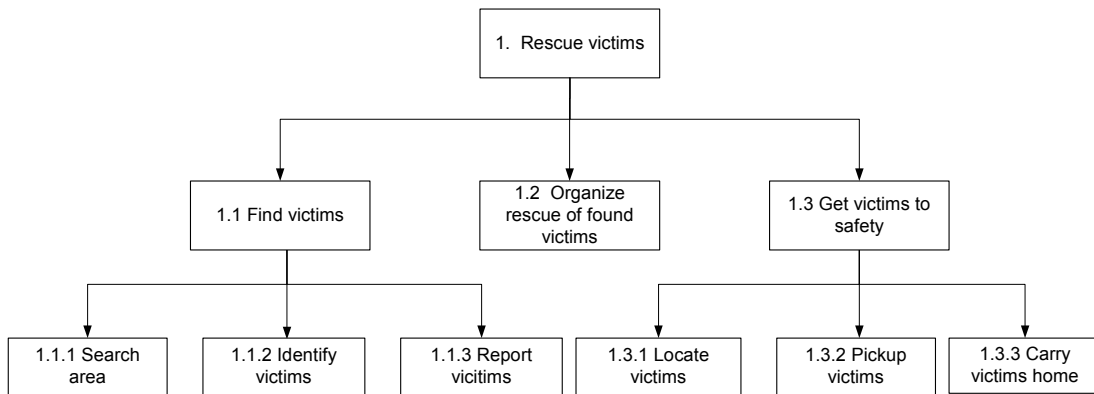 1. Rescue victims
1.1 Find victims
1.2 Organize
rescue of found
victims
1.3 Get victims to
safety
1.1.1 Search
area
1.1.2 Identify
victims
1.1.3 Report
vicitims
1.3.1 Locate
victims
1.3.2 Pickup
victims
1.3.3 Carry
victims home